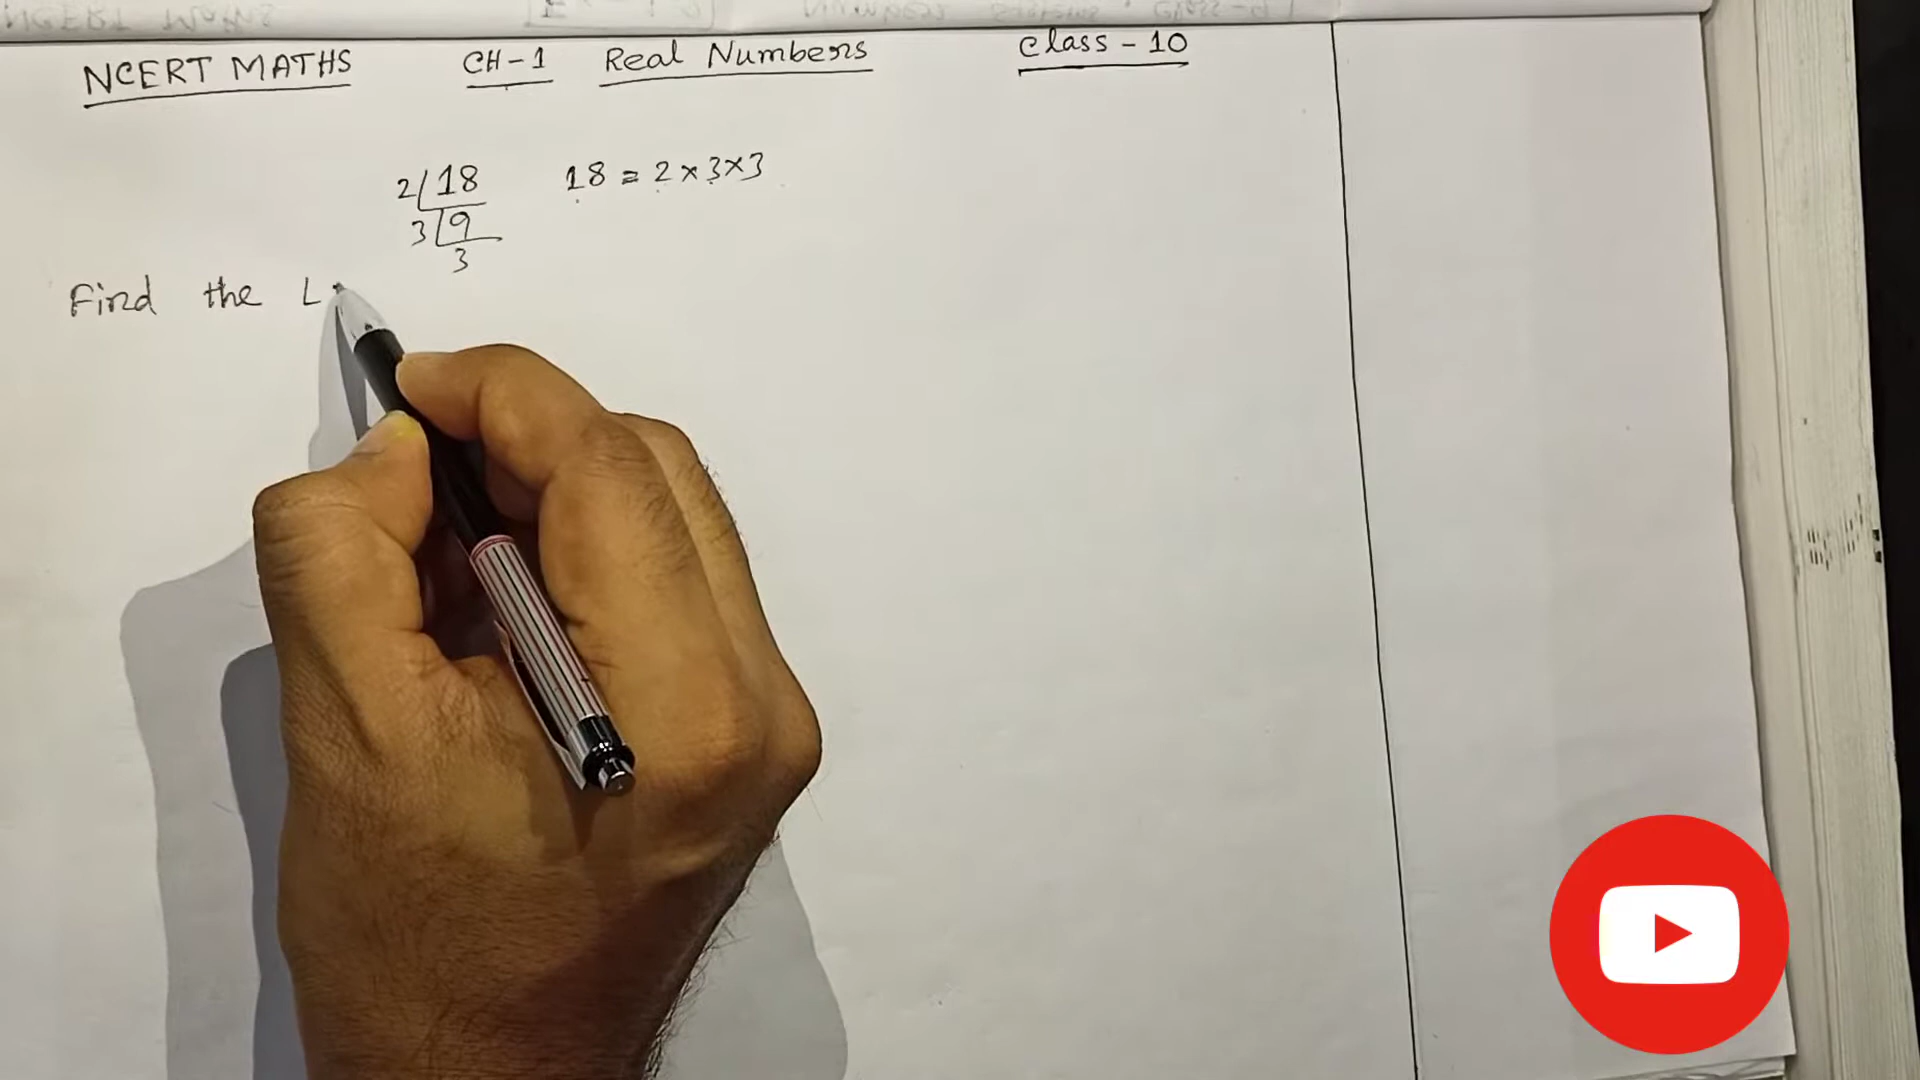 NCERT MATHS CH-1 Real Numbers Class-10
2 18 18 = 2×3×3
3 9
3
Find the L